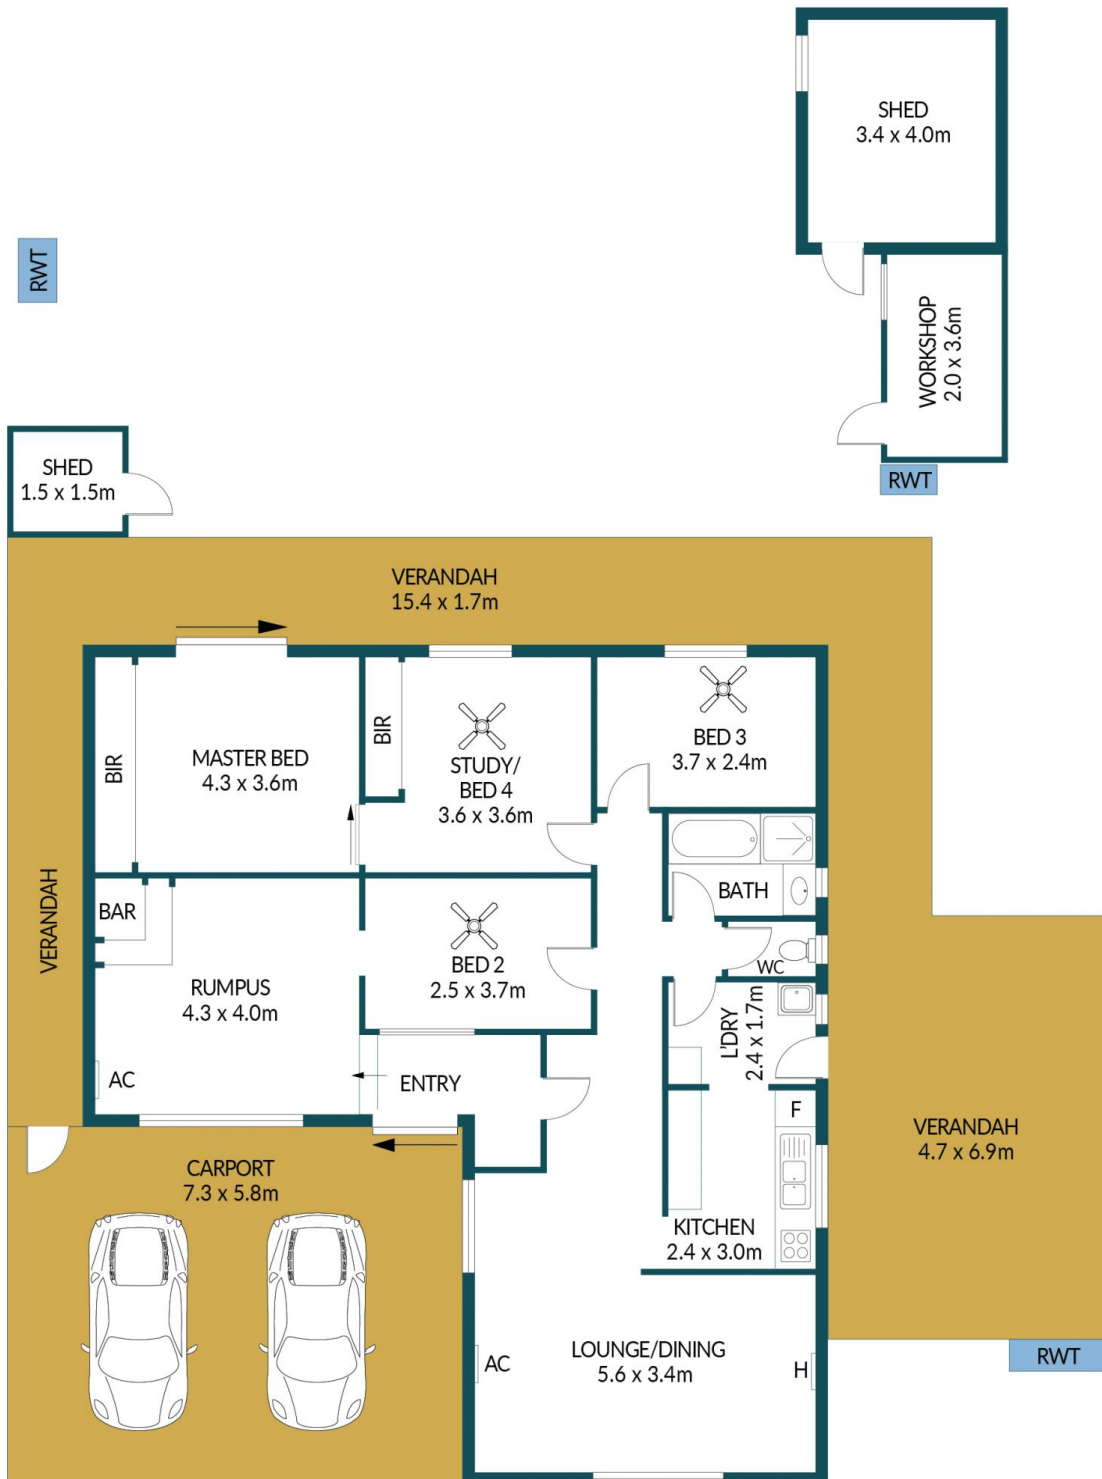 SHED
3.4 x 4.0m
RWT
WORKSHOP
2.0 x 3.6m
SHED
1.5 x 1.5m
RWT
VERANDAH
15.4 x 1.7m
BIR
MASTER BED
4.3 x 3.6m
BIR
STUDY/
BED 4
3.6 x 3.6m
BED 3
3.7 x 2.4m
VERANDAH
BAR
BATH
RUMPUS
4.3 x 4.0m
BED 2
2.5 x 3.7m
WC
L'DRY
2.4 x 1.7m
AC
ENTRY
F
VERANDAH
4.7 x 6.9m
CARPORT
7.3 x 5.8m
KITCHEN
2.4 x 3.0m
AC
LOUNGE/DINING
5.6 x 3.4m
H
RWT